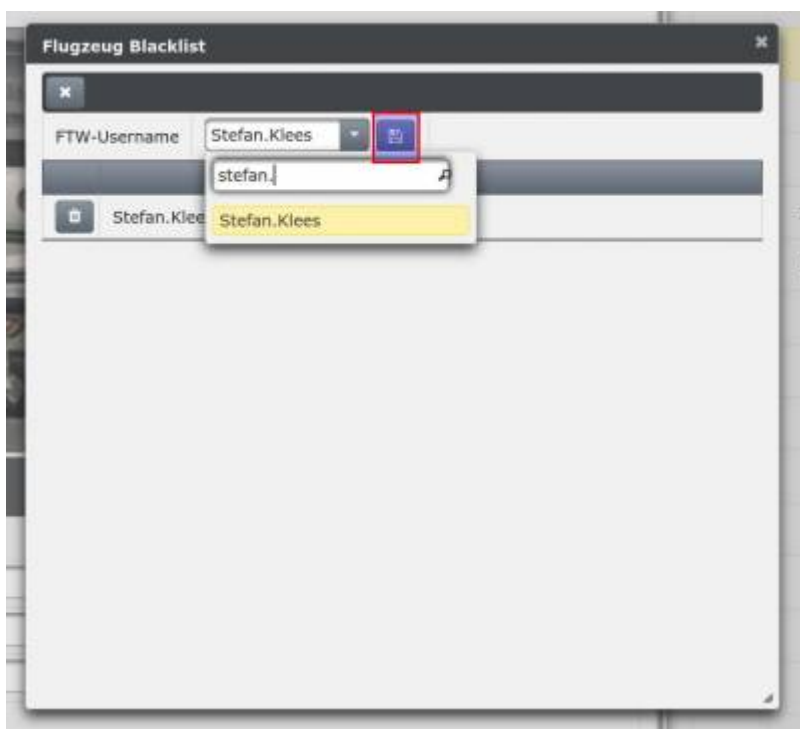 Flugzeug Blacklist
FTW-Username Stefan.Klees
stefan.
Stefan.Klee
Stefan.Klees